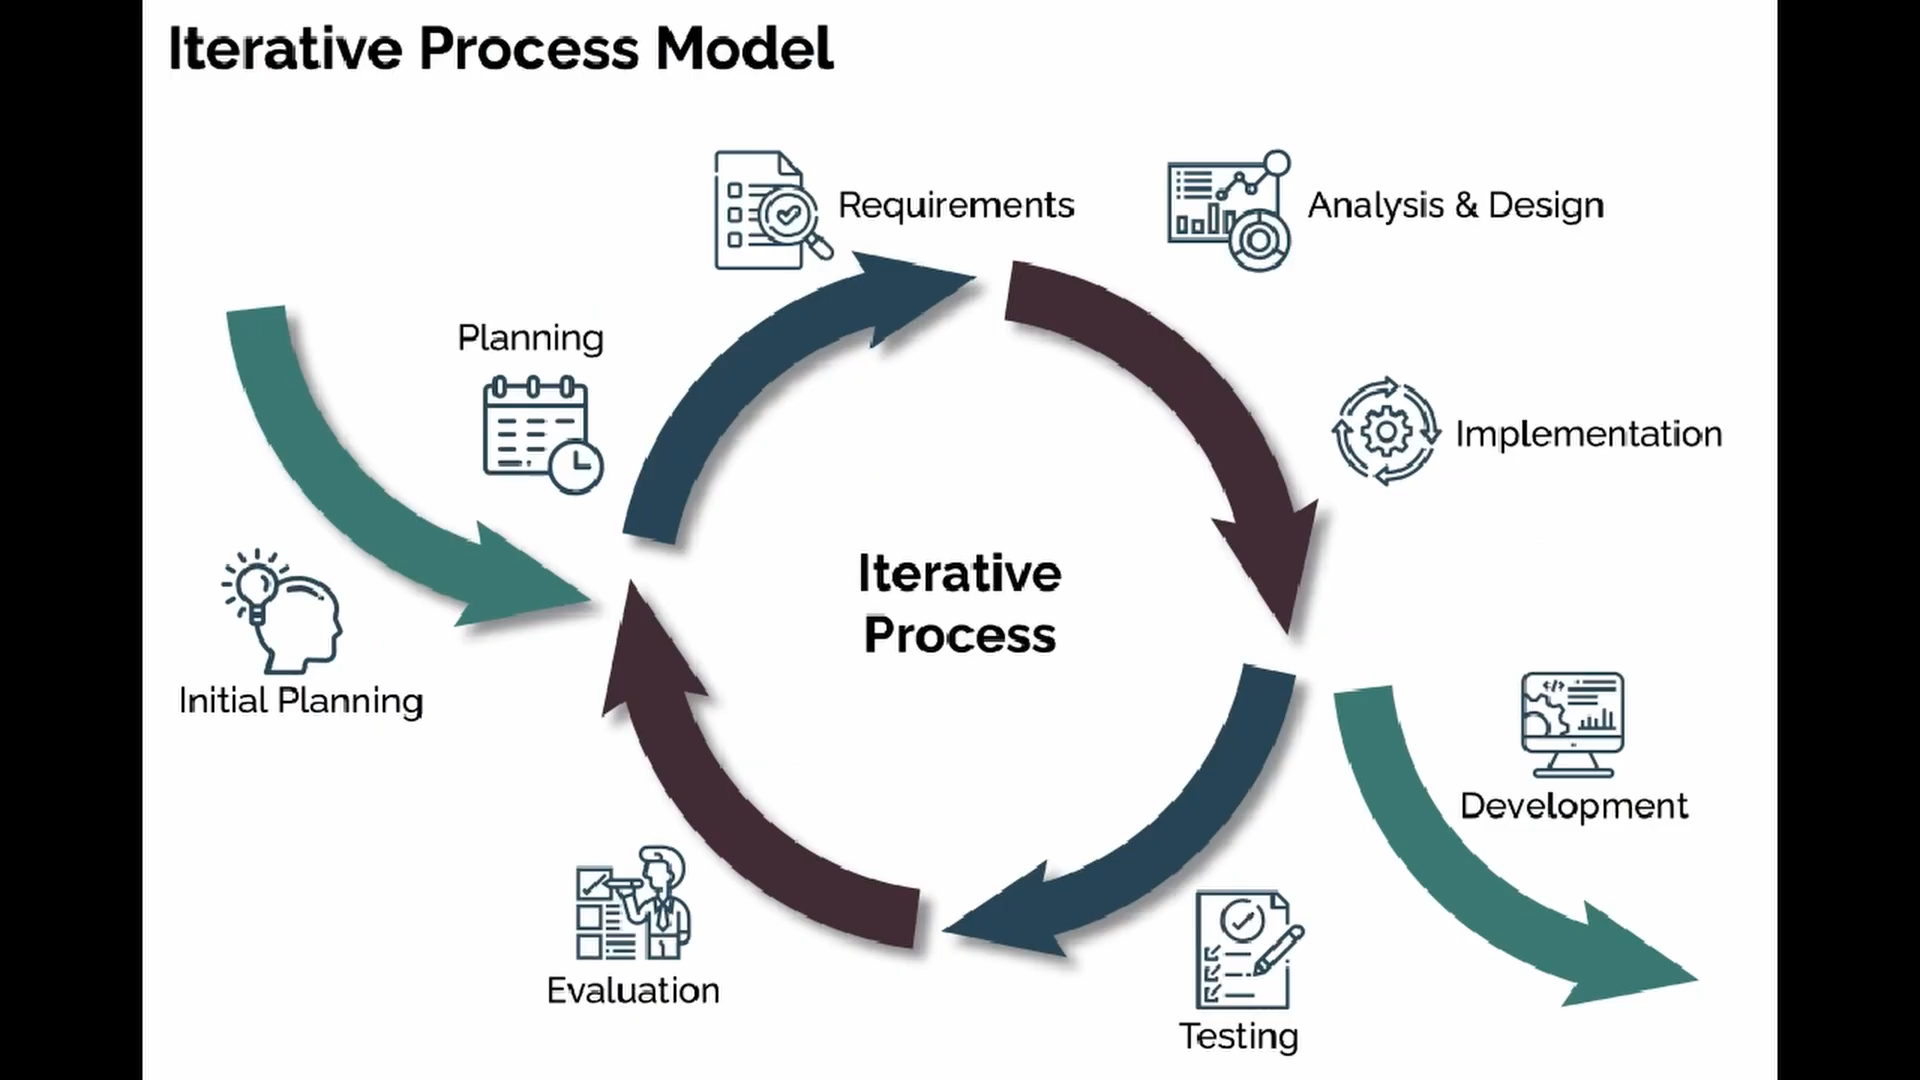 Iterative Process Model
Requirements
Analysis & Design
Planning
Implementation
Iterative
Process
Initial Planning
Development
Evaluation
Testing